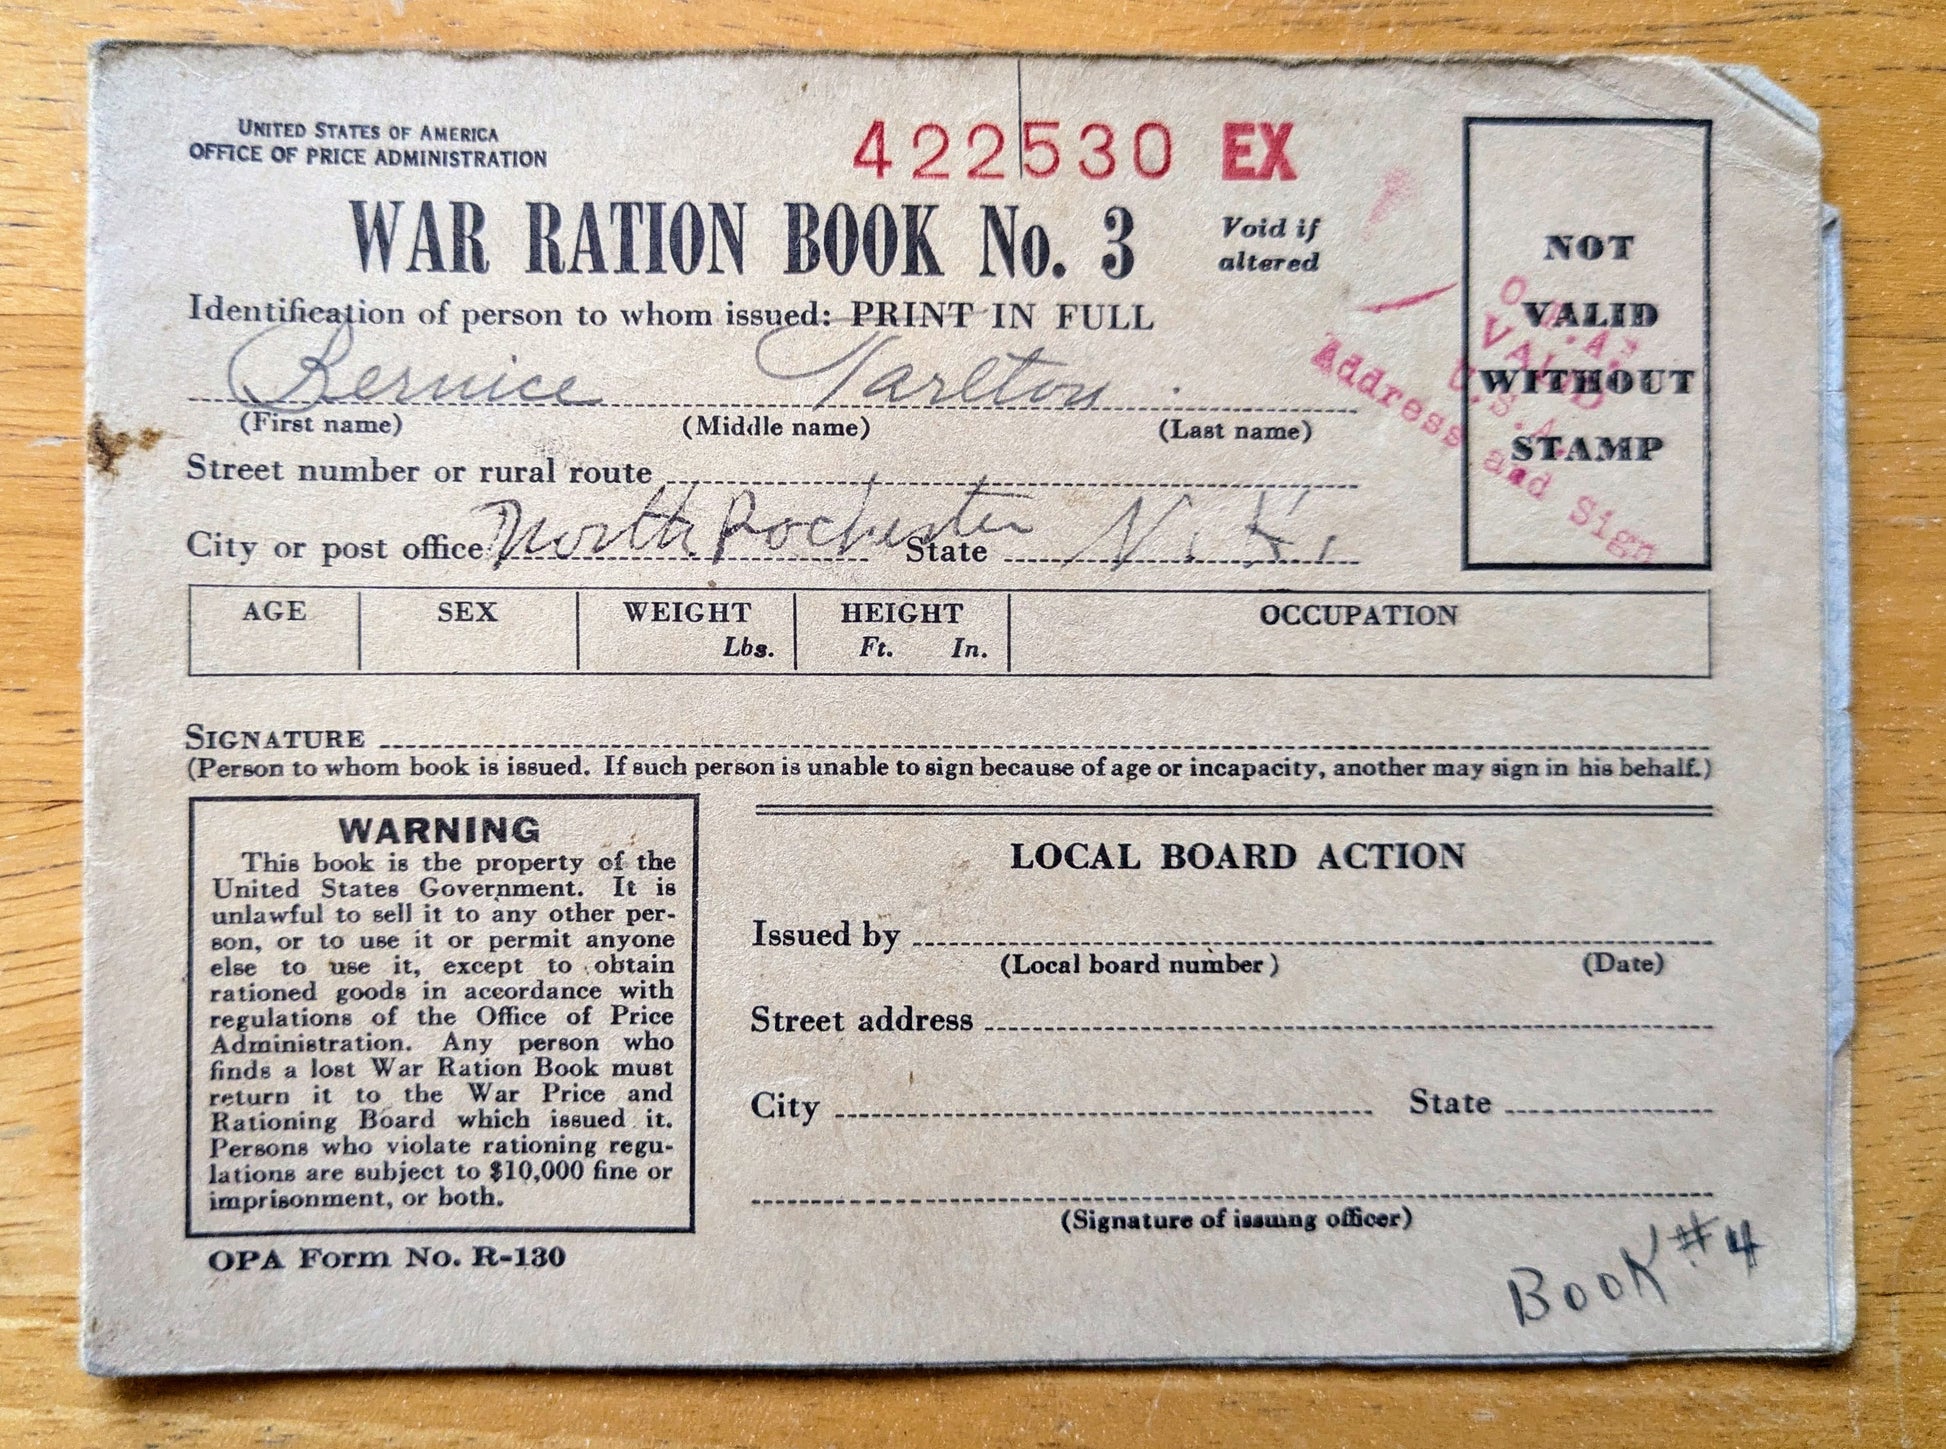 UNITED STATES OF AMERICA
OFFICE OF PRICE ADMINISTRATION
422530 EX
WAR RATION BOOK No. 3
Void if
altered
Identification of person to whom issued: PRINT IN FULL
Bernice Tarlton
(First name) (Middle name) (Last name)
Street number or rural route
City or post office North Rochester State N. H.
NOT
VALID
WITHOUT
STAMP
O.P.A.
VALID
U.S.A.
Address and Sign
AGE SEX WEIGHT HEIGHT OCCUPATION
Lbs. Ft. In.
SIGNATURE
(Person to whom book is issued. If such person is unable to sign because of age or incapacity, another may sign in his behalf.)
WARNING
This book is the property of the
United States Government. It is
unlawful to sell it to any other per-
son, or to use it or permit anyone
else to use it, except to obtain
rationed goods in accordance with
regulations of the Office of Price
Administration. Any person who
finds a lost War Ration Book must
return it to the War Price and
Rationing Board which issued it.
Persons who violate rationing regu-
lations are subject to $10,000 fine or
imprisonment, or both.
OPA Form No. R-130
LOCAL BOARD ACTION
Issued by
(Local board number) (Date)
Street address
City State
(Signature of issuing officer)
BOOK #4